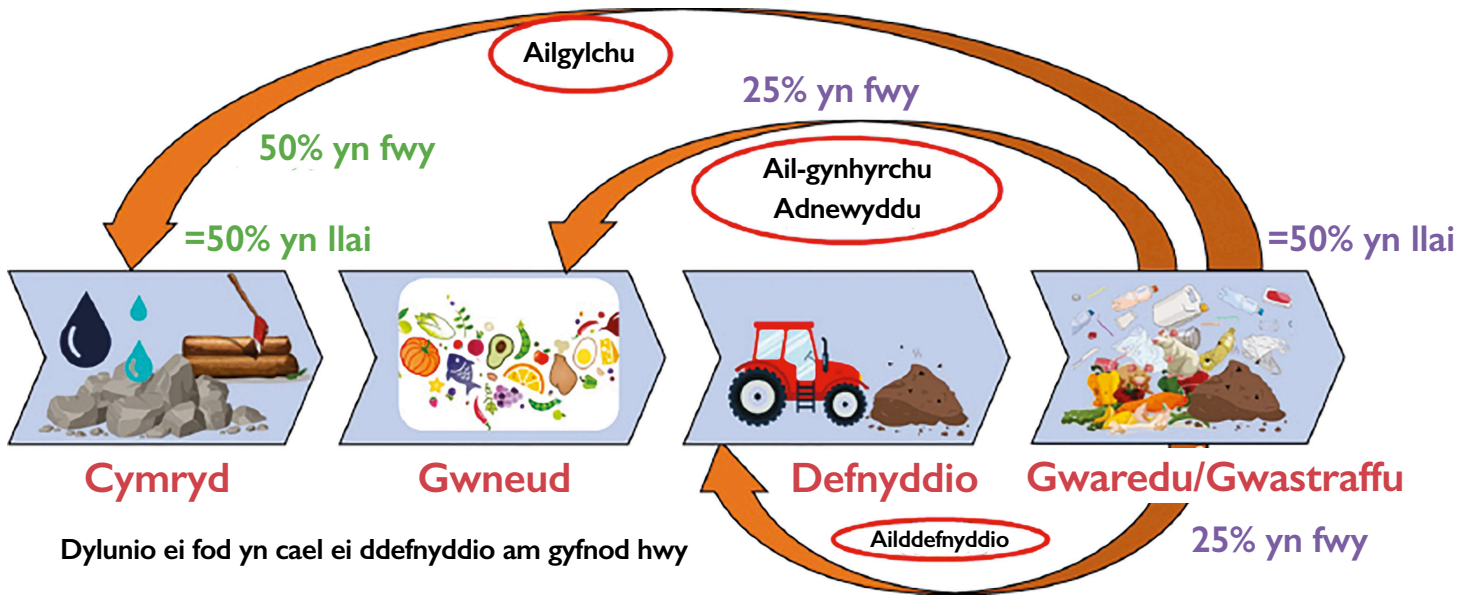 Ailgylchu
25% yn fwy
50% yn fwy
Ail-gynhyrchu
Adnewyddu
=50% yn llai
=50% yn llai
Cymryd
Gwneud
Defnyddio
Gwaredu/Gwastraffu
Dylunio ei fod yn cael ei ddefnyddio am gyfnod hwy
Ailddefnyddio
25% yn fwy